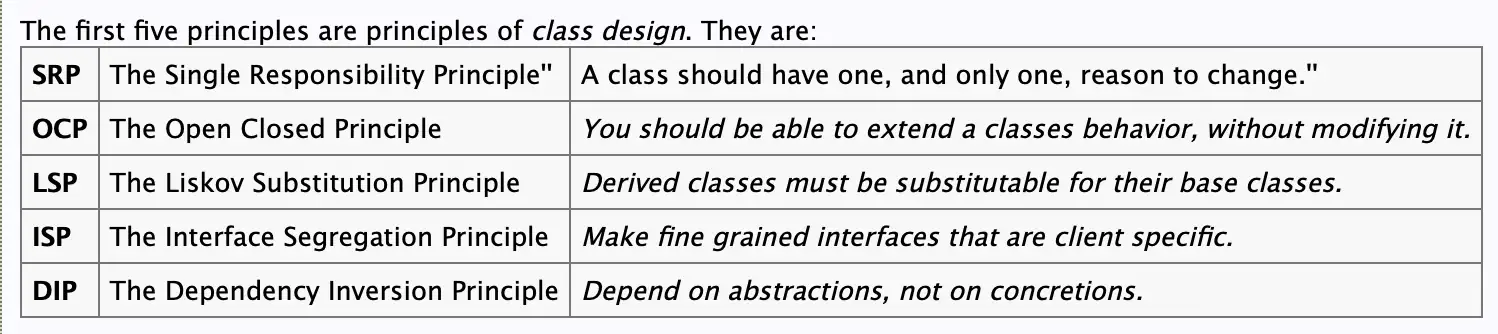 The first five principles are principles of class design. They are:
SRP The Single Responsibility Principle" A class should have one, and only one, reason to change."
OCP The Open Closed Principle You should be able to extend a classes behavior, without modifying it.
LSP The Liskov Substitution Principle Derived classes must be substitutable for their base classes.
ISP The Interface Segregation Principle Make fine grained interfaces that are client specific.
DIP The Dependency Inversion Principle Depend on abstractions, not on concretions.